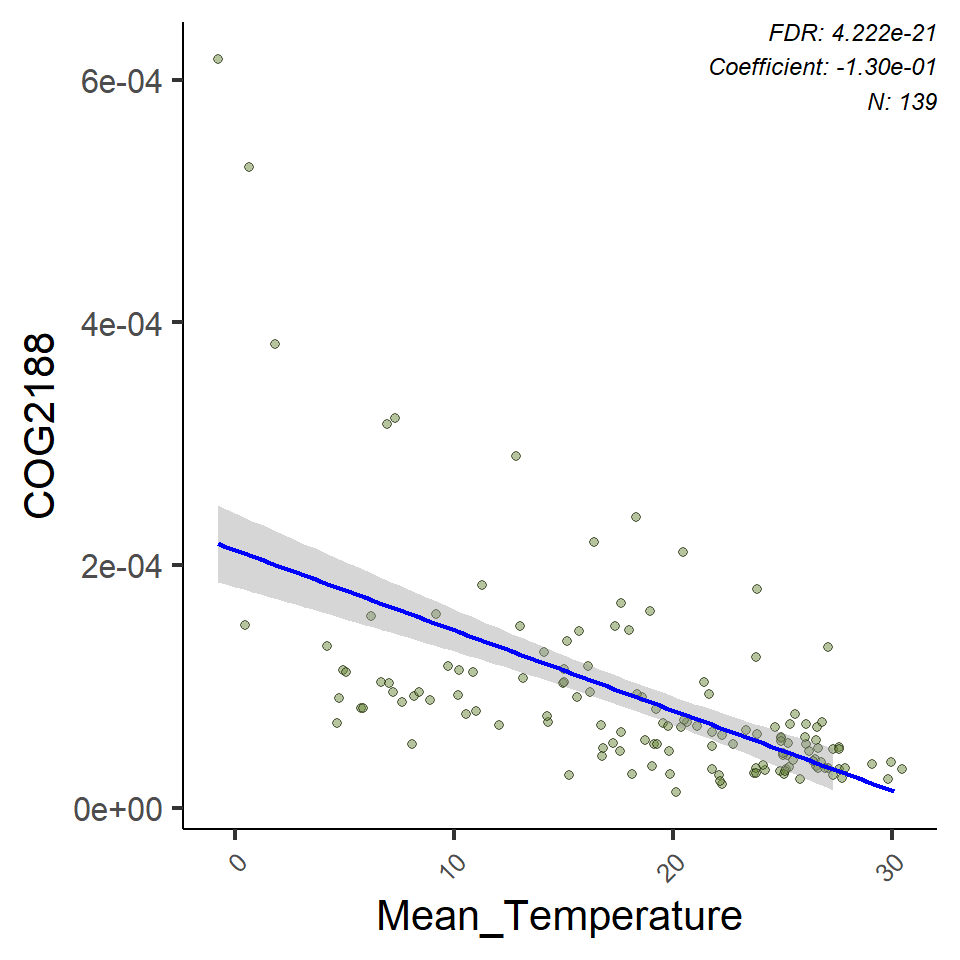 FDR: 4.222e-21
Coefficient: -1.30e-01
N: 139
6e-04
4e-04
2e-04
0e+00
COG2188
0
10
20
30
Mean_Temperature